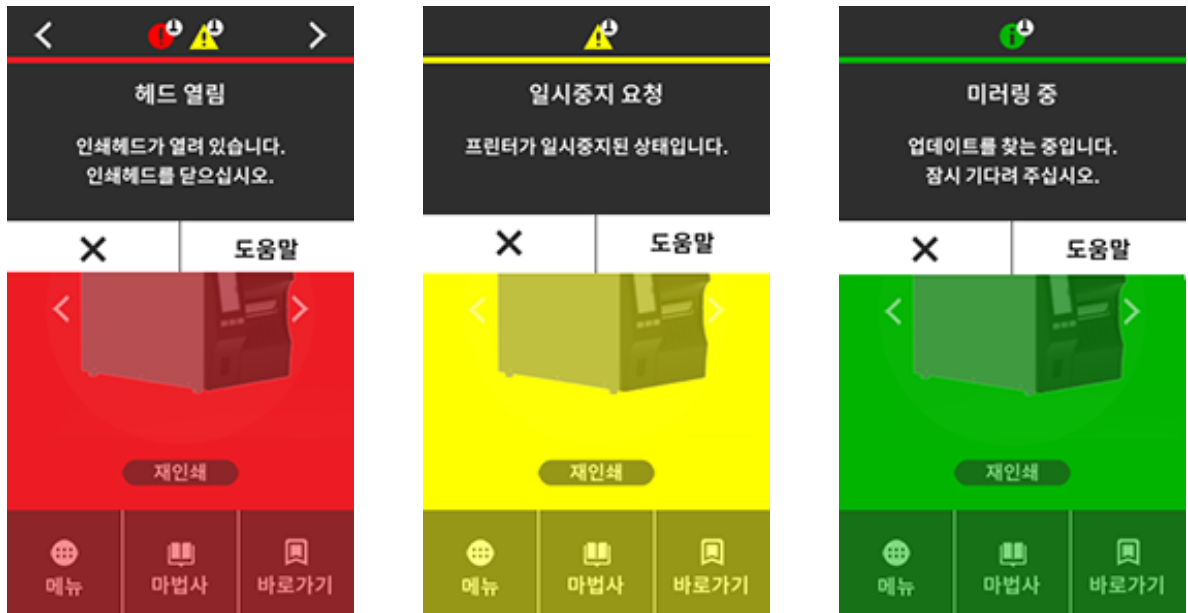 헤드 열림
인쇄헤드가 열려 있습니다.
인쇄헤드를 닫으십시오.
도움말
재인쇄
메뉴
마법사
바로가기
일시중지 요청
프린터가 일시중지된 상태입니다.
도움말
재인쇄
메뉴
마법사
바로가기
미러링 중
업데이트를 찾는 중입니다.
잠시 기다려 주십시오.
도움말
재인쇄
메뉴
마법사
바로가기